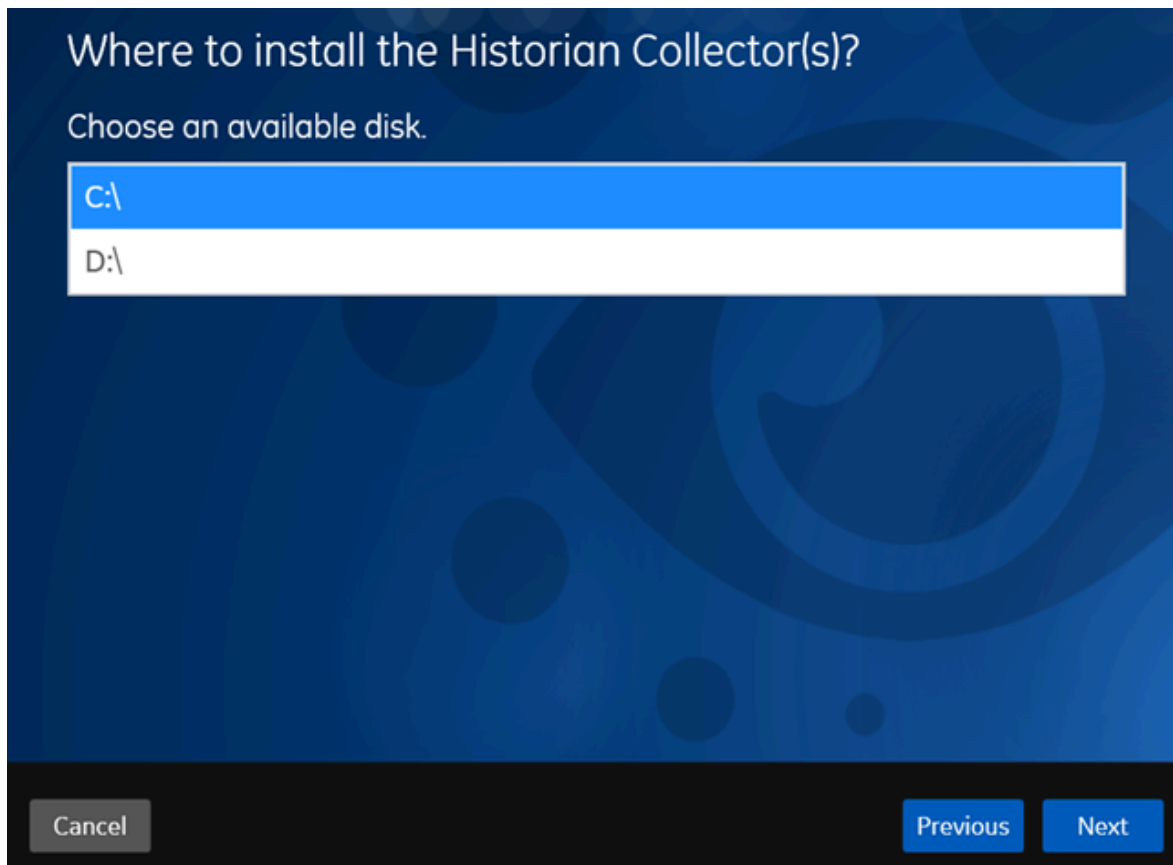 Where to install the Historian Collector(s)?
Choose an available disk.
C:\
D:\
Cancel
Previous
Next